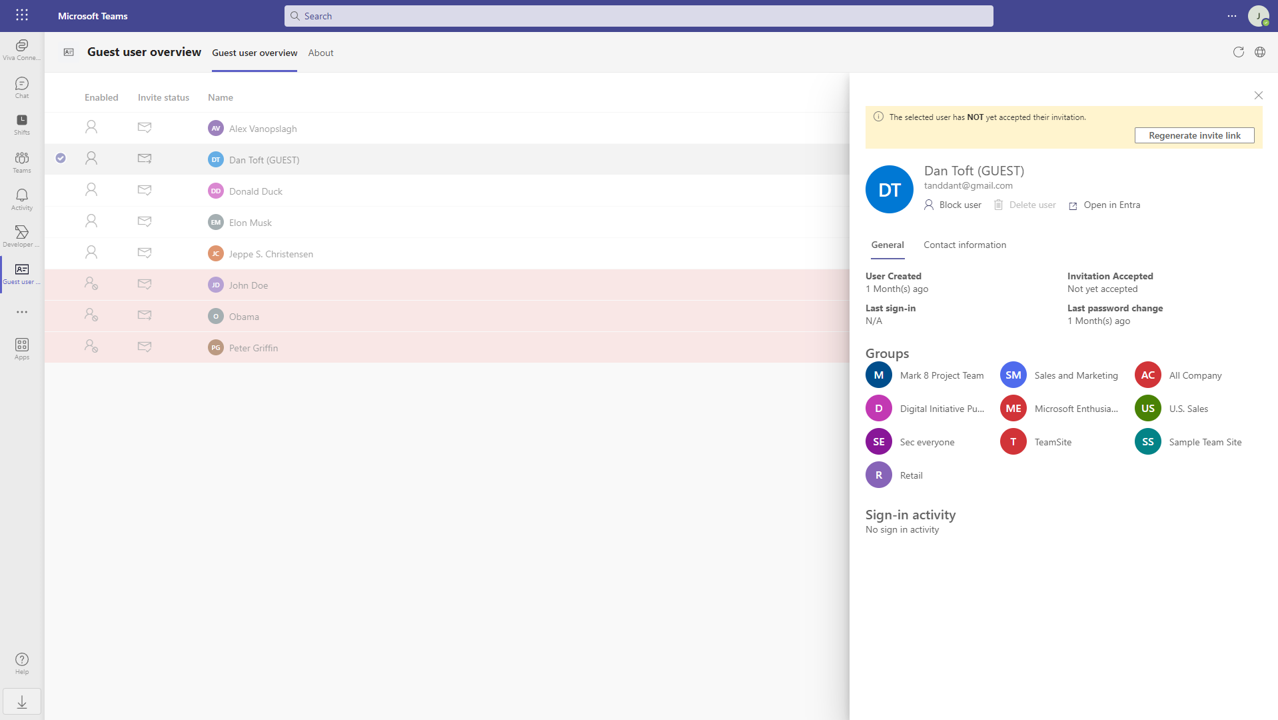 Microsoft Teams
Search
J
Viva Conne...
Chat
Shifts
Teams
Activity
Developer ...
Guest user ...
Apps
Help
Guest user overview
Guest user overview
About
Enabled
Invite status
Name
AV Alex Vanopslagh
DT Dan Toft (GUEST)
DD Donald Duck
EM Elon Musk
JC Jeppe S. Christensen
JD John Doe
O Obama
PG Peter Griffin
The selected user has NOT yet accepted their invitation.
Regenerate invite link
DT
Dan Toft (GUEST)
tanddant@gmail.com
Block user
Delete user
Open in Entra
General
Contact information
User Created
1 Month(s) ago
Invitation Accepted
Not yet accepted
Last sign-in
N/A
Last password change
1 Month(s) ago
Groups
M Mark 8 Project Team
SM Sales and Marketing
AC All Company
D Digital Initiative Pu...
ME Microsoft Enthusia...
US U.S. Sales
SE Sec everyone
T TeamSite
SS Sample Team Site
R Retail
Sign-in activity
No sign in activity